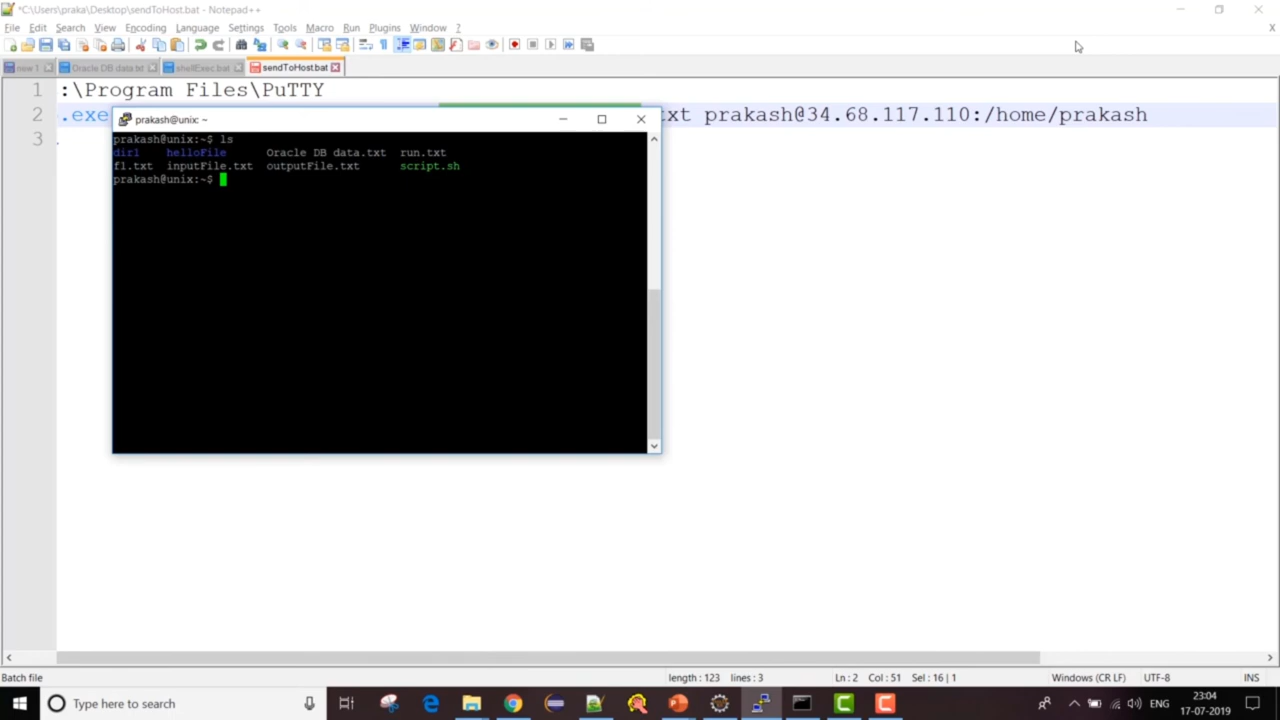 *C:\Users\praka\Desktop\sendToHost.bat - Notepad++
File Edit Search View Encoding Language Settings Tools Macro Run Plugins Window ? X
new 1 Oracle DB data.txt shellExec.bat sendToHost.bat
1 :\Program Files\PuTTY
2 .exe txt prakash@34.68.117.110:/home/prakash
3
prakash@unix: ~
prakash@unix:~$ ls
dir1 helloFile Oracle DB data.txt run.txt
f1.txt inputFile.txt outputFile.txt script.sh
prakash@unix:~$
Batch file length : 123 lines : 3 Ln : 2 Col : 51 Sel : 16 | 1 Windows (CR LF) UTF-8 INS
Type here to search ENG 23:04
17-07-2019